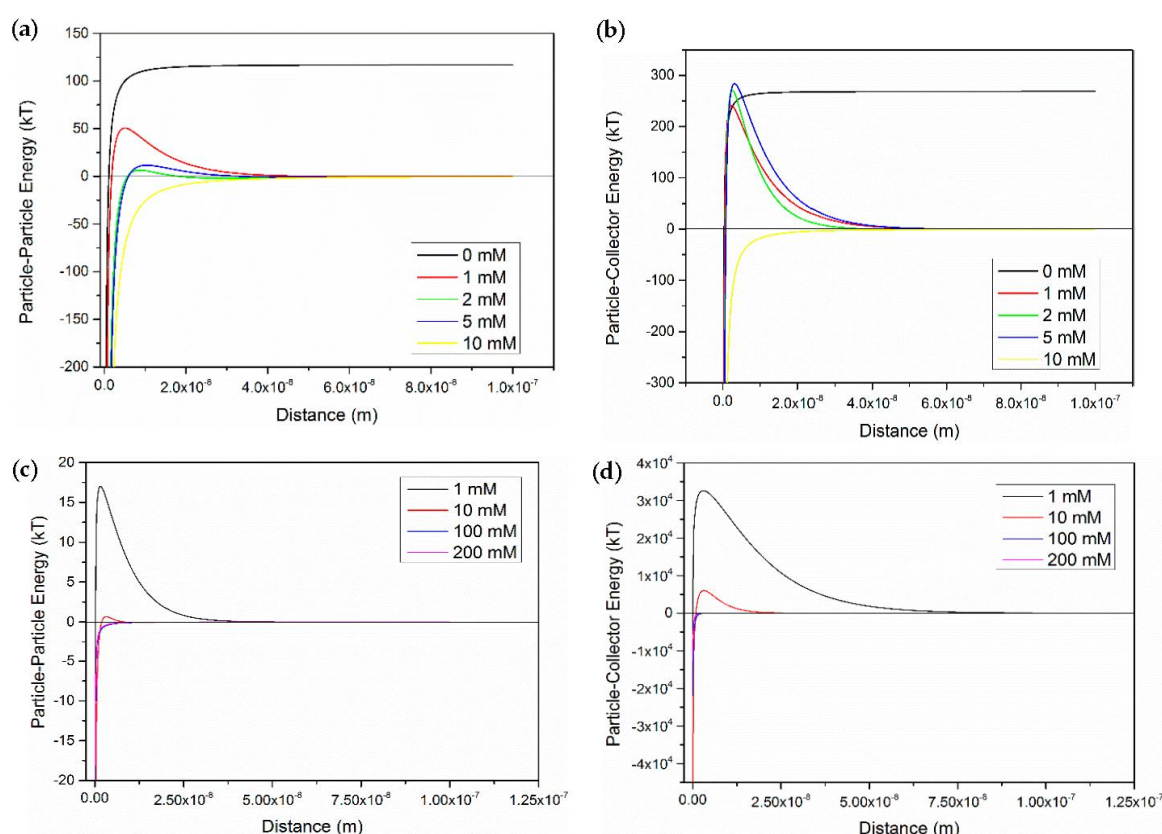 (a)
Particle-Particle Energy (kT)
150
100
50
0
-50
-100
-150
-200
0 mM
1 mM
2 mM
5 mM
10 mM
0.0 2.0x10⁻⁸ 4.0x10⁻⁸ 6.0x10⁻⁸ 8.0x10⁻⁸ 1.0x10⁻⁷
Distance (m)
(b)
Particle-Collector Energy (kT)
300
200
100
0
-100
-200
-300
0 mM
1 mM
2 mM
5 mM
10 mM
0.0 2.0x10⁻⁸ 4.0x10⁻⁸ 6.0x10⁻⁸ 8.0x10⁻⁸ 1.0x10⁻⁷
Distance (m)
(c)
Particle-Particle Energy (kT)
20
15
10
5
0
-5
-10
-15
-20
1 mM
10 mM
100 mM
200 mM
0.00 2.50x10⁻⁸ 5.00x10⁻⁸ 7.50x10⁻⁸ 1.00x10⁻⁷ 1.25x10⁻⁷
Distance (m)
(d)
Particle-Collector Energy (kT)
4x10⁴
3x10⁴
2x10⁴
1x10⁴
0
-1x10⁴
-2x10⁴
-3x10⁴
-4x10⁴
1 mM
10 mM
100 mM
200 mM
0.00 2.50x10⁻⁸ 5.00x10⁻⁸ 7.50x10⁻⁸ 1.00x10⁻⁷ 1.25x10⁻⁷
Distance (m)